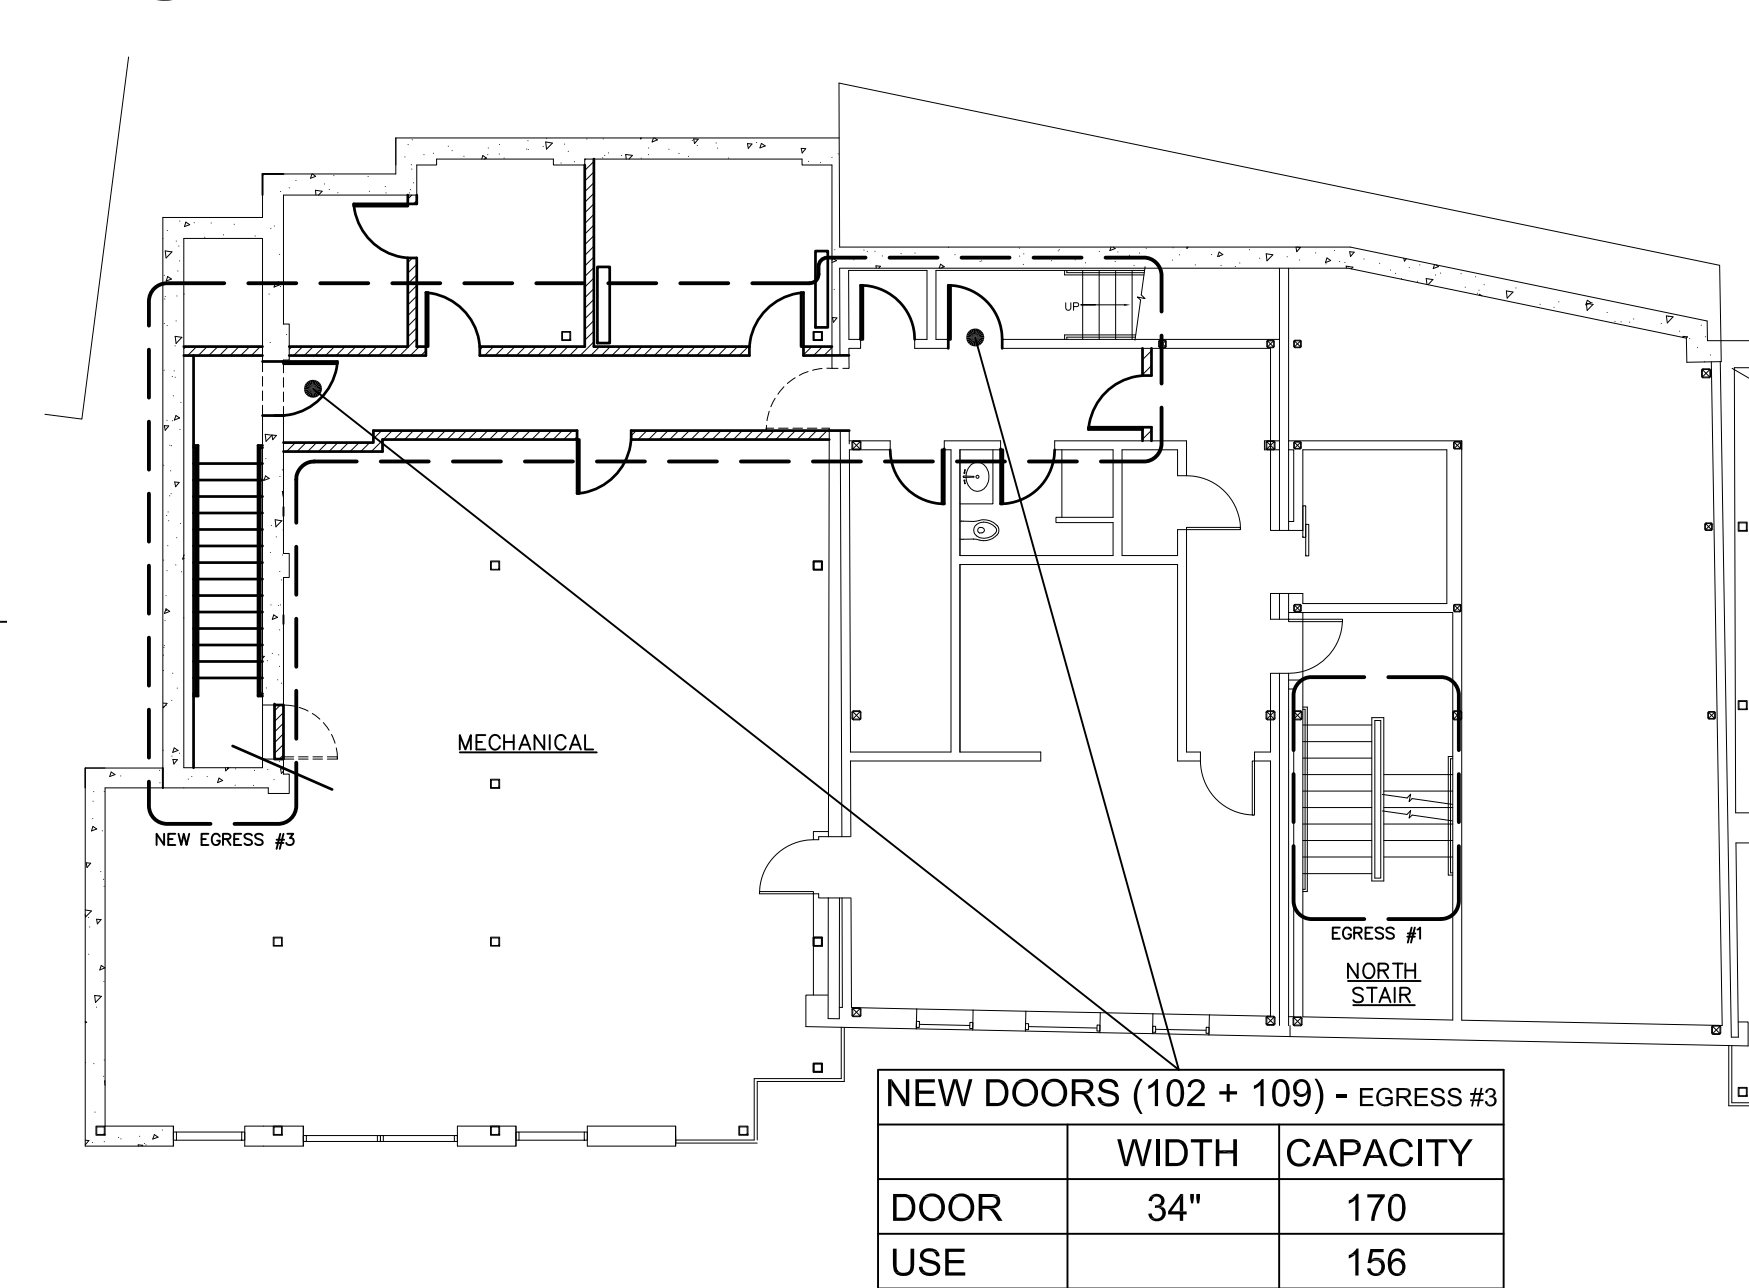 UP
MECHANICAL
NEW EGRESS #3
EGRESS #1
NORTH
STAIR
NEW DOORS (102 + 109) - EGRESS #3
WIDTH CAPACITY
DOOR 34" 170
USE 156